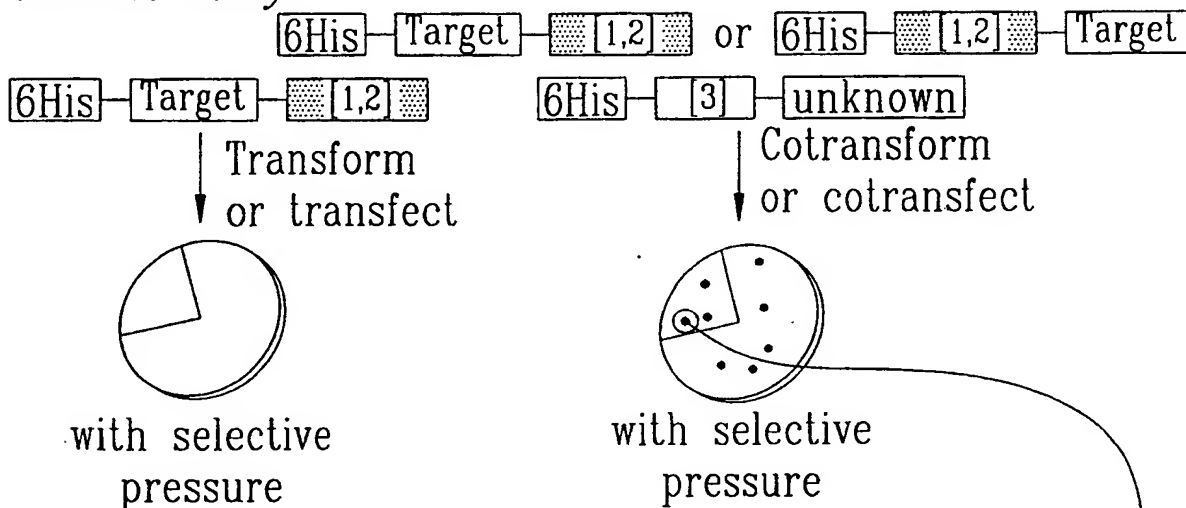 6His Target [1,2] or 6His [1,2] Target
6His Target [1,2] 6His [3] unknown
Transform
or transfect
Cotransform
or cotransfect
with selective
pressure
with selective
pressure